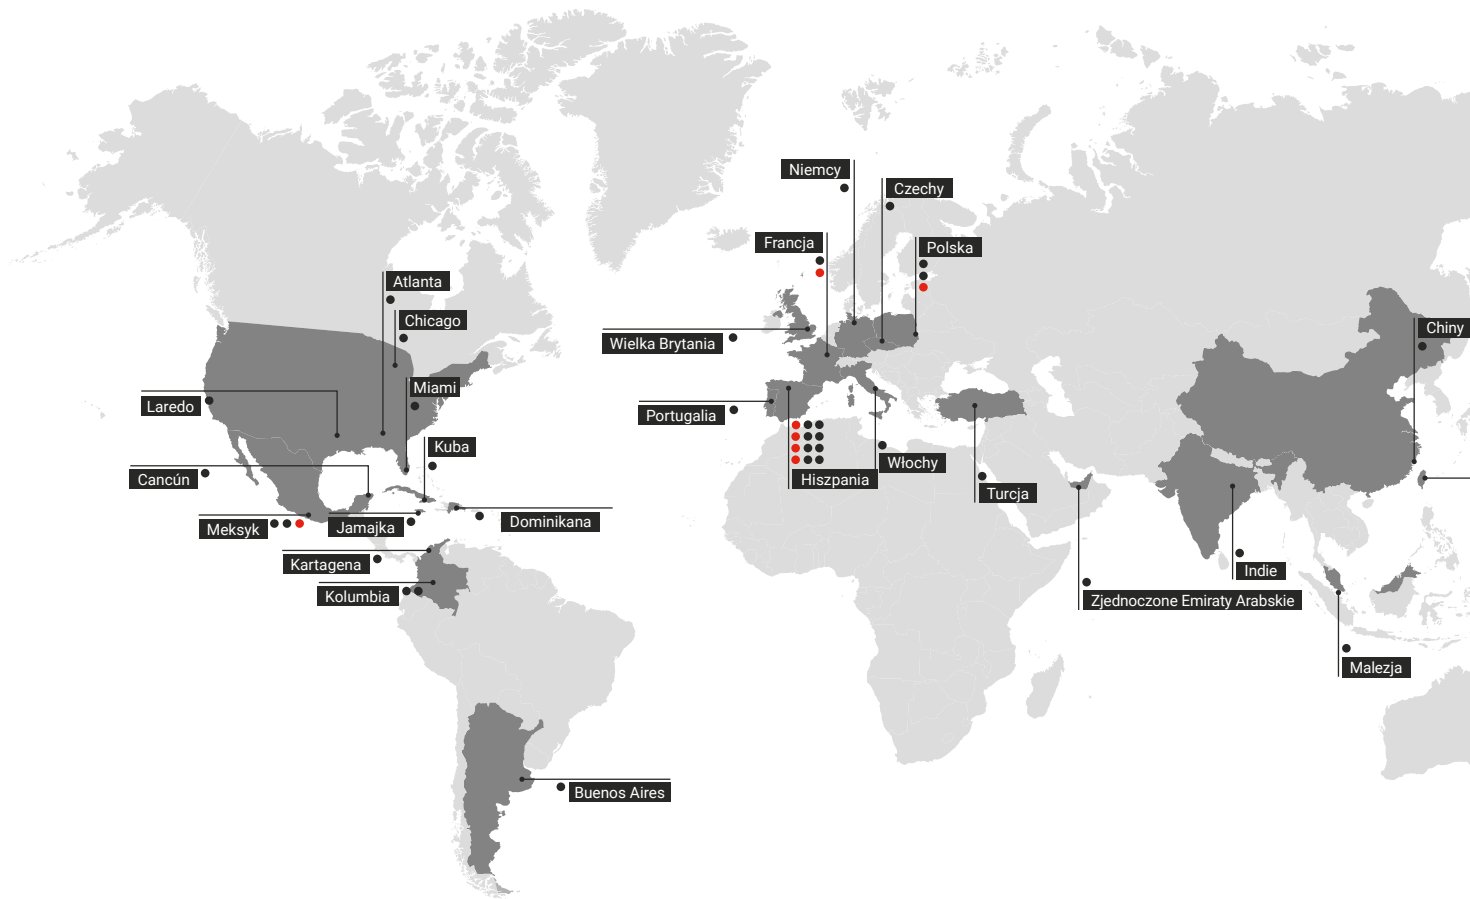 Niemcy
Czechy
Francja
Polska
Atlanta
Chicago
Chiny
Wielka Brytania
Miami
Laredo
Portugalia
Kuba
Włochy
Cancún
Hiszpania
Turcja
Meksyk
Jamajka
Dominikana
Kartagena
Indie
Kolumbia
Zjednoczone Emiraty Arabskie
Malezja
Buenos Aires